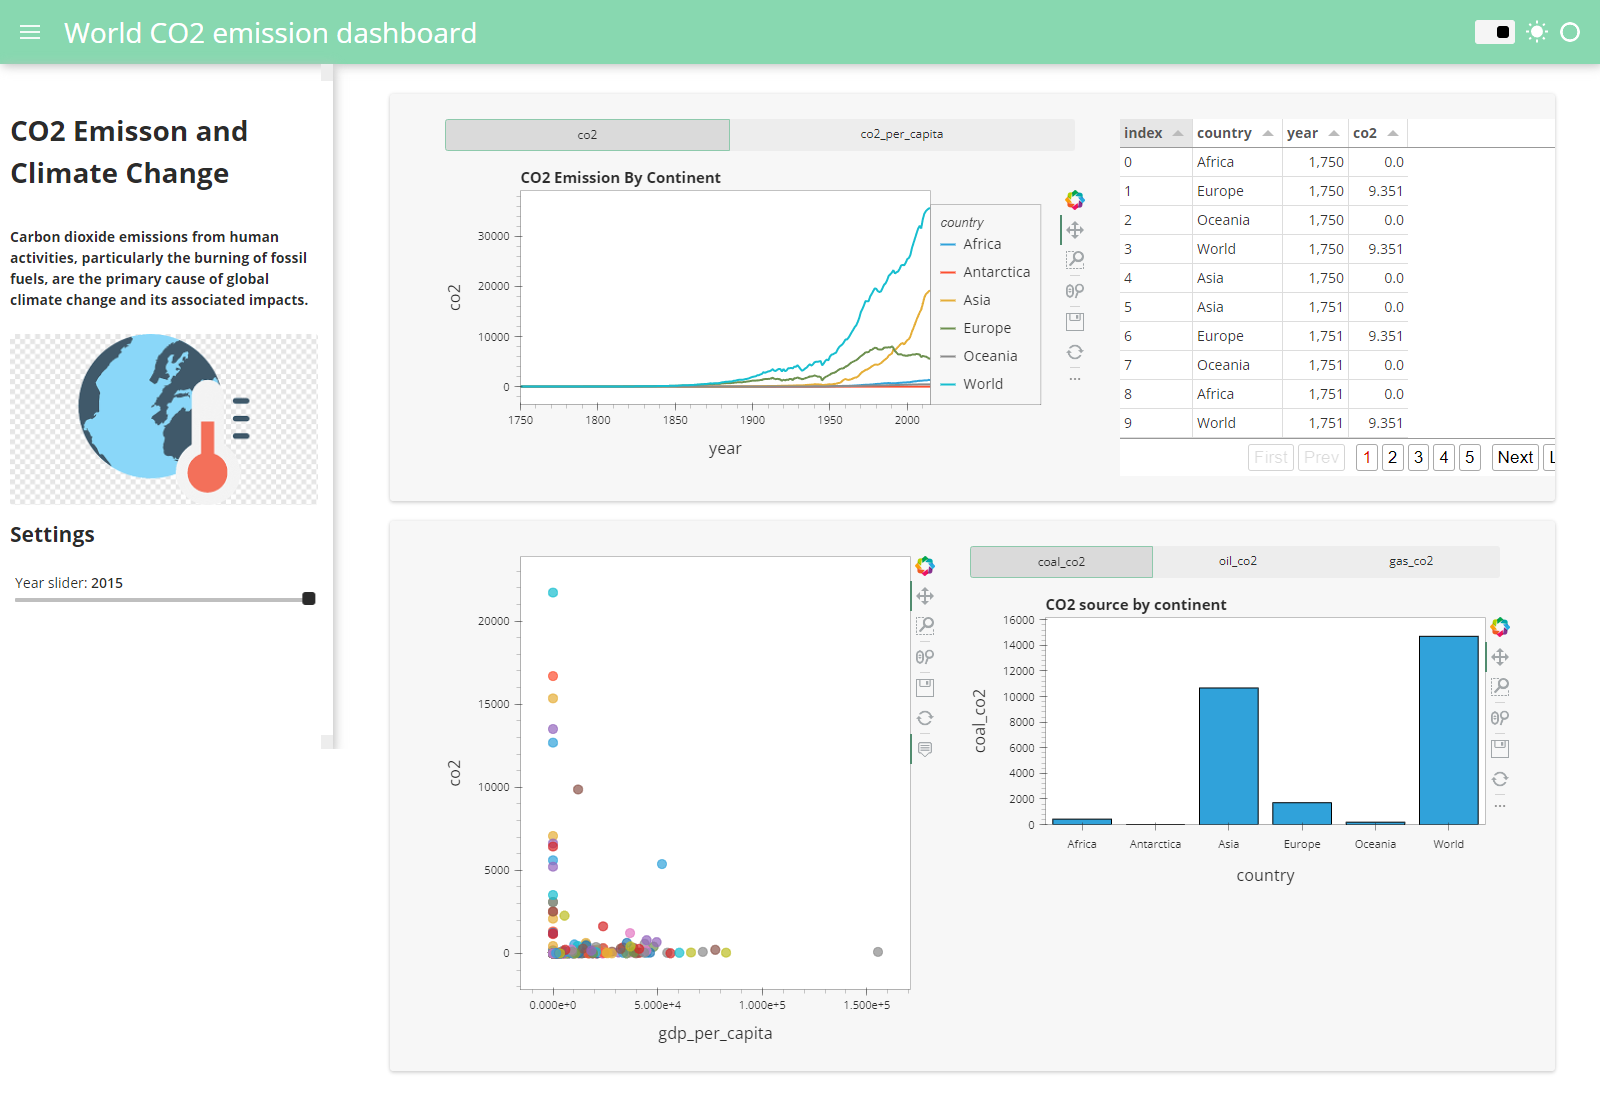 World CO2 emission dashboard
CO2 Emisson and
Climate Change
Carbon dioxide emissions from human
activities, particularly the burning of fossil
fuels, are the primary cause of global
climate change and its associated impacts.
Settings
Year slider: 2015
co2 co2_per_capita
CO2 Emission By Continent
co2
30000
20000
10000
0
1750 1800 1850 1900 1950 2000
year
country
Africa
Antarctica
Asia
Europe
Oceania
World
index country year co2
0 Africa 1,750 0.0
1 Europe 1,750 9.351
2 Oceania 1,750 0.0
3 World 1,750 9.351
4 Asia 1,750 0.0
5 Asia 1,751 0.0
6 Europe 1,751 9.351
7 Oceania 1,751 0.0
8 Africa 1,751 0.0
9 World 1,751 9.351
First Prev 1 2 3 4 5 Next L
co2
20000
15000
10000
5000
0
0.000e+0 5.000e+4 1.000e+5 1.500e+5
gdp_per_capita
coal_co2 oil_co2 gas_co2
CO2 source by continent
coal_co2
16000
14000
12000
10000
8000
6000
4000
2000
0
Africa Antarctica Asia Europe Oceania World
country